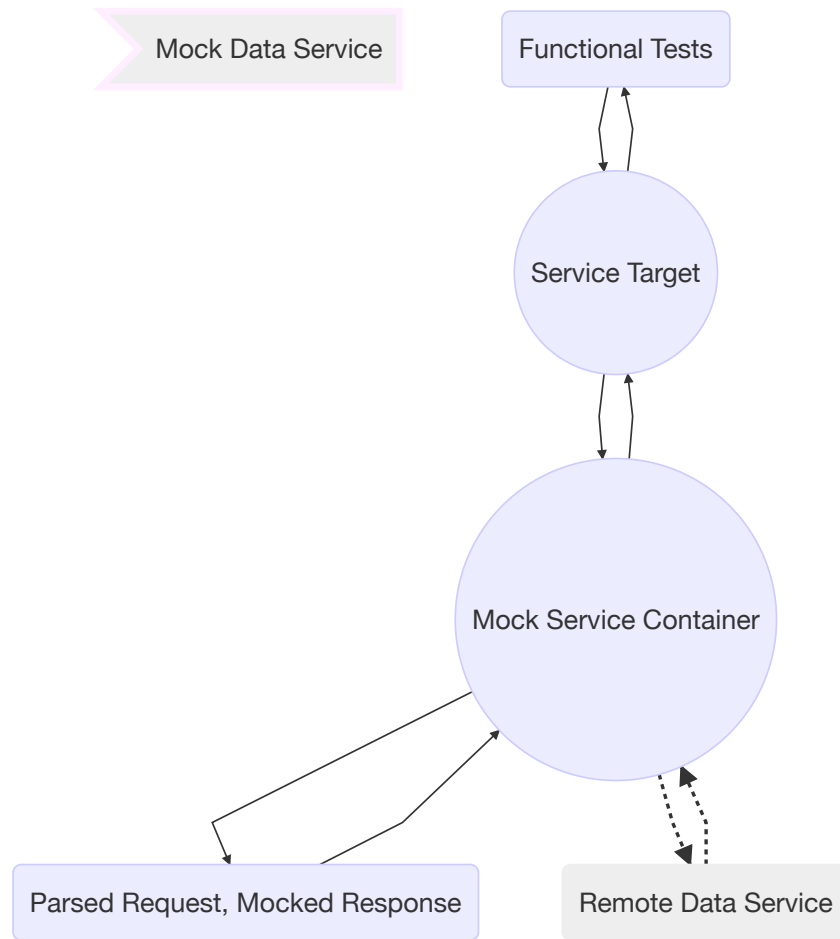 Mock Data Service
Functional Tests
Service Target
Mock Service Container
Parsed Request, Mocked Response
Remote Data Service